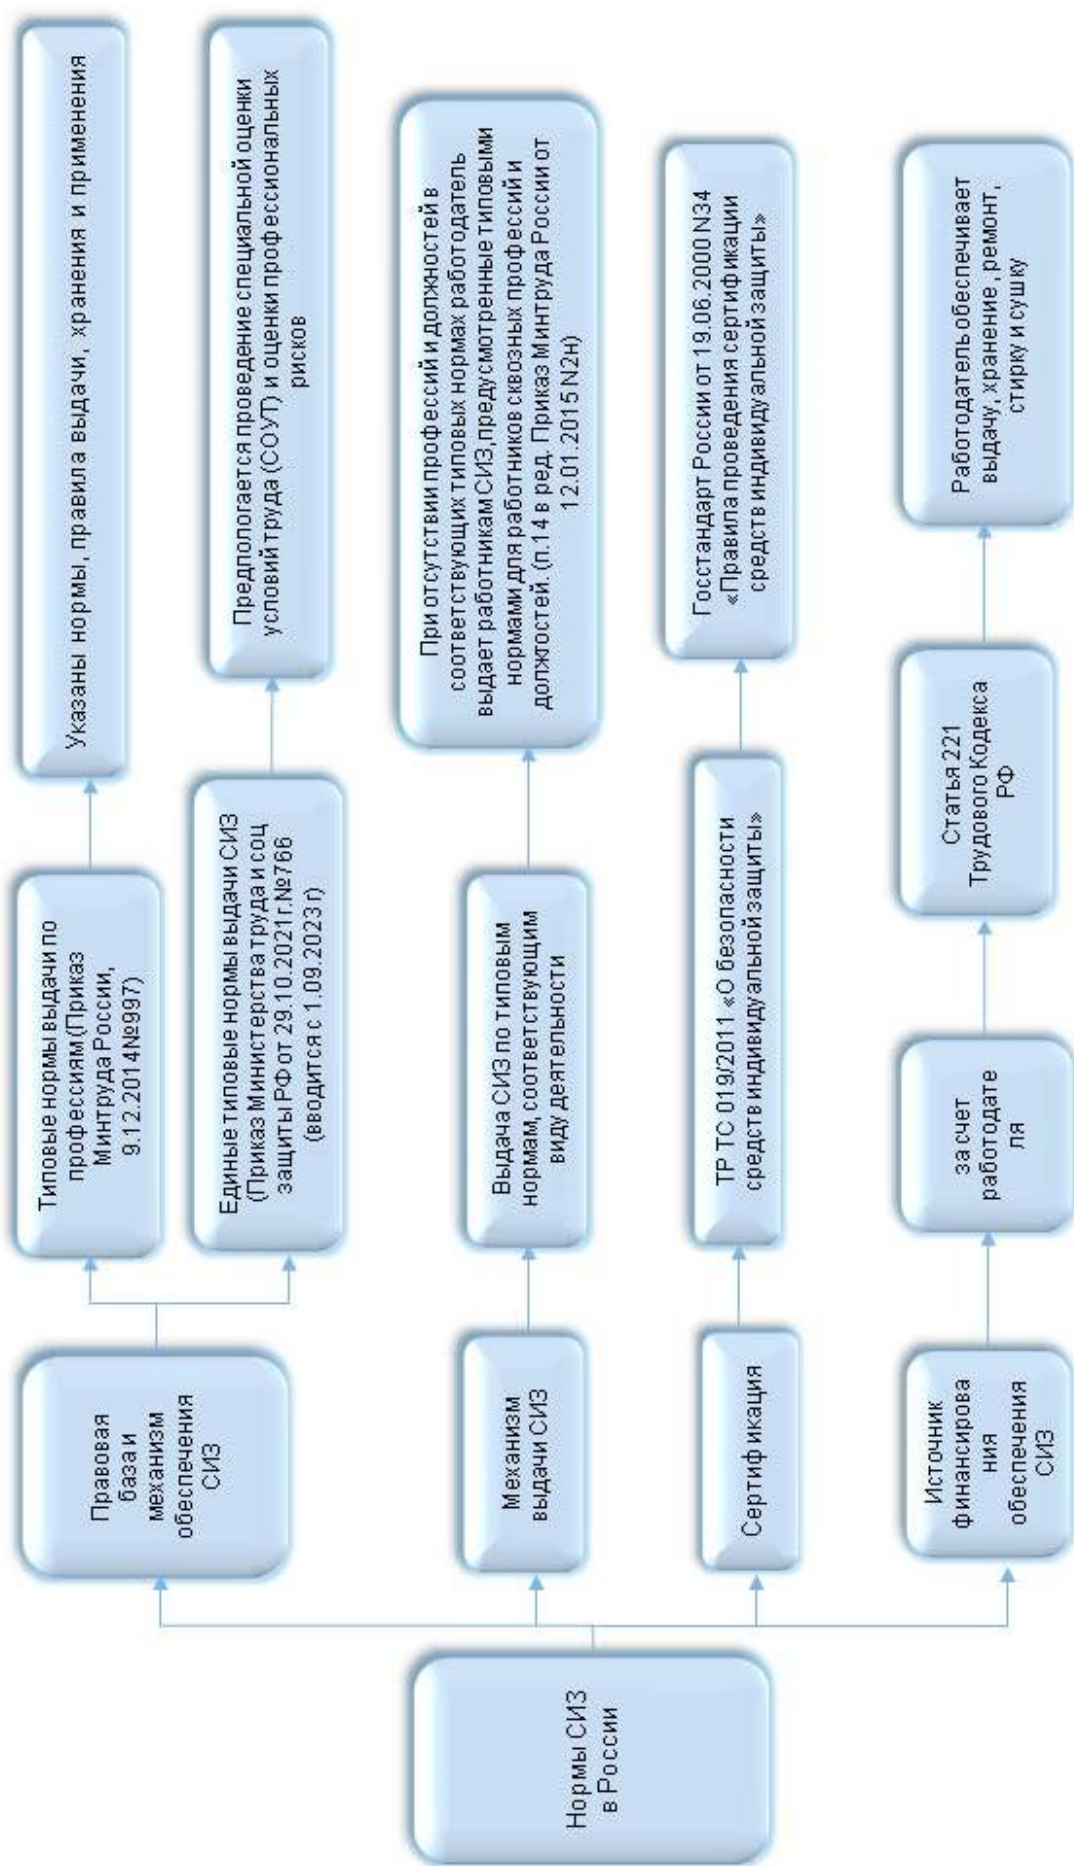 Нормы СИЗ
в России
Правовая
база и
механизм
обеспечения
СИЗ
Типовые нормы выдачи по
профессиям (Приказ
Минтруда России,
9.12.2014№997)
Указаны нормы, правила выдачи, хранения и применения
Единые типовые нормы выдачи СИЗ
(Приказ Министерства труда и соц
защиты РФ от 29.10.2021г.№766
(вводится с 1.09.2023 г)
Предпологается проведение специальной оценки
условий труда (СОУТ) и оценки профессиональных
рисков
Механизм
выдачи СИЗ
Выдача СИЗ по типовым
нормам, соответствующим
виду деятельности
При отсутствии профессий и должностей в
соответствующих типовых нормах работодатель
выдает работникам СИЗ,предусмотренные типовыми
нормами для работников сквозных профессий и
должгостей. (п.14 в ред. Приказ Минтруда России от
12.01.2015 N2н)
Сертификация
ТР ТС 019/2011 «О безопасности
средств индивидуальной защиты»
Госстандарт России от 19.06.2000 N34
«Правила проведения сертификации
средств индивидуальной защиты»
Источник
финансирова
ния
обеспечения
СИЗ
за счет
работодате
ля
Статья 221
Трудового Кодекса
РФ
Работодатель обеспечивает
выдачу, хранение , ремонт,
стирку и сушку